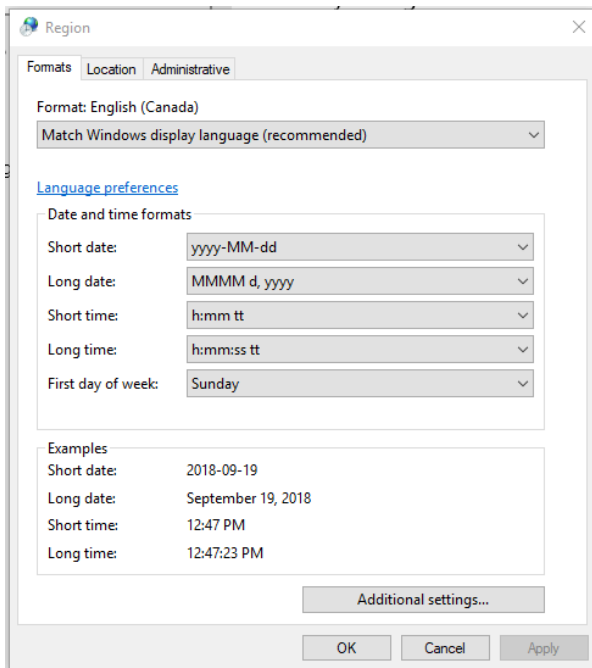 Region
Formats Location Administrative
Format: English (Canada)
Match Windows display language (recommended)
Language preferences
Date and time formats
Short date: yyyy-MM-dd
Long date: MMMM d, yyyy
Short time: h:mm tt
Long time: h:mm:ss tt
First day of week: Sunday
Examples
Short date: 2018-09-19
Long date: September 19, 2018
Short time: 12:47 PM
Long time: 12:47:23 PM
Additional settings...
OK Cancel Apply